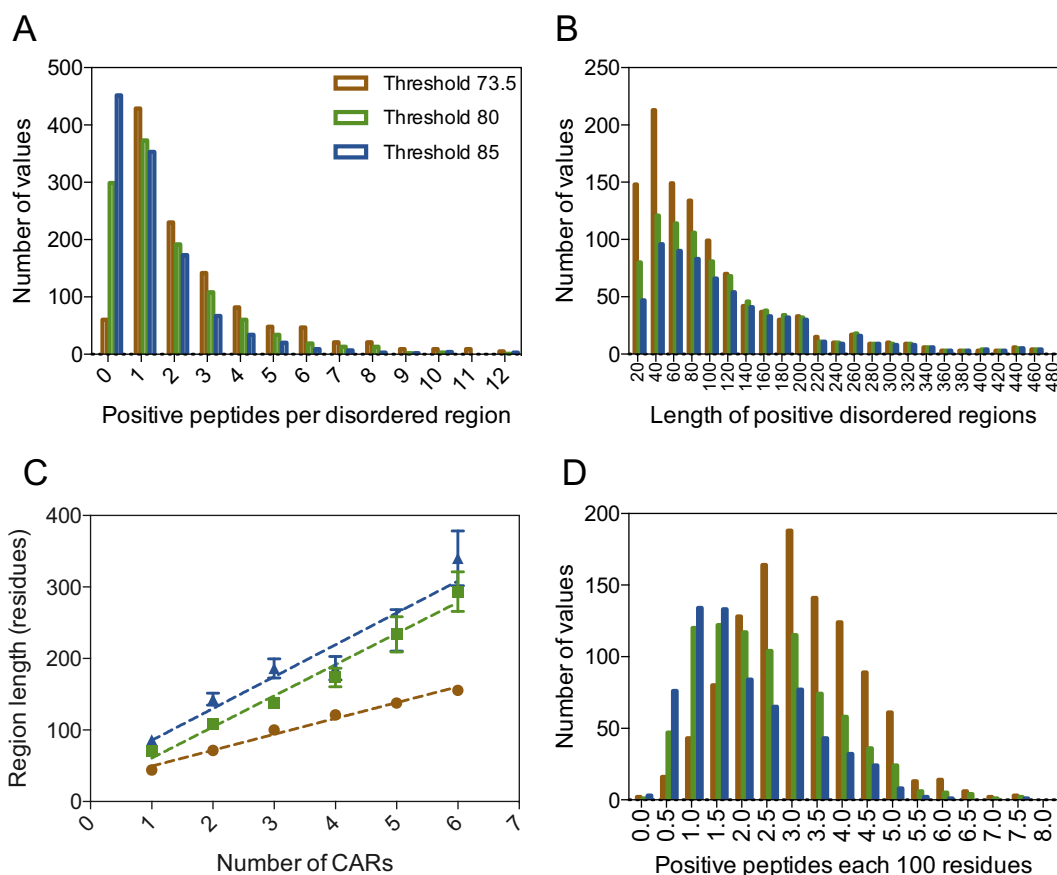 A
Number of values
500
400
300
200
100
0
Threshold 73.5
Threshold 80
Threshold 85
0 1 2 3 4 5 6 7 8 9 10 11 12
Positive peptides per disordered region
B
Number of values
250
200
150
100
50
0
20 40 60 80 100 120 140 160 180 200 220 240 260 280 300 320 340 360 380 400 420 440 460 480
Length of positive disordered regions
C
Region length (residues)
400
300
200
100
0
0 1 2 3 4 5 6 7
Number of CARs
D
Number of values
200
150
100
50
0
0.0 0.5 1.0 1.5 2.0 2.5 3.0 3.5 4.0 4.5 5.0 5.5 6.0 6.5 7.0 7.5 8.0
Positive peptides each 100 residues